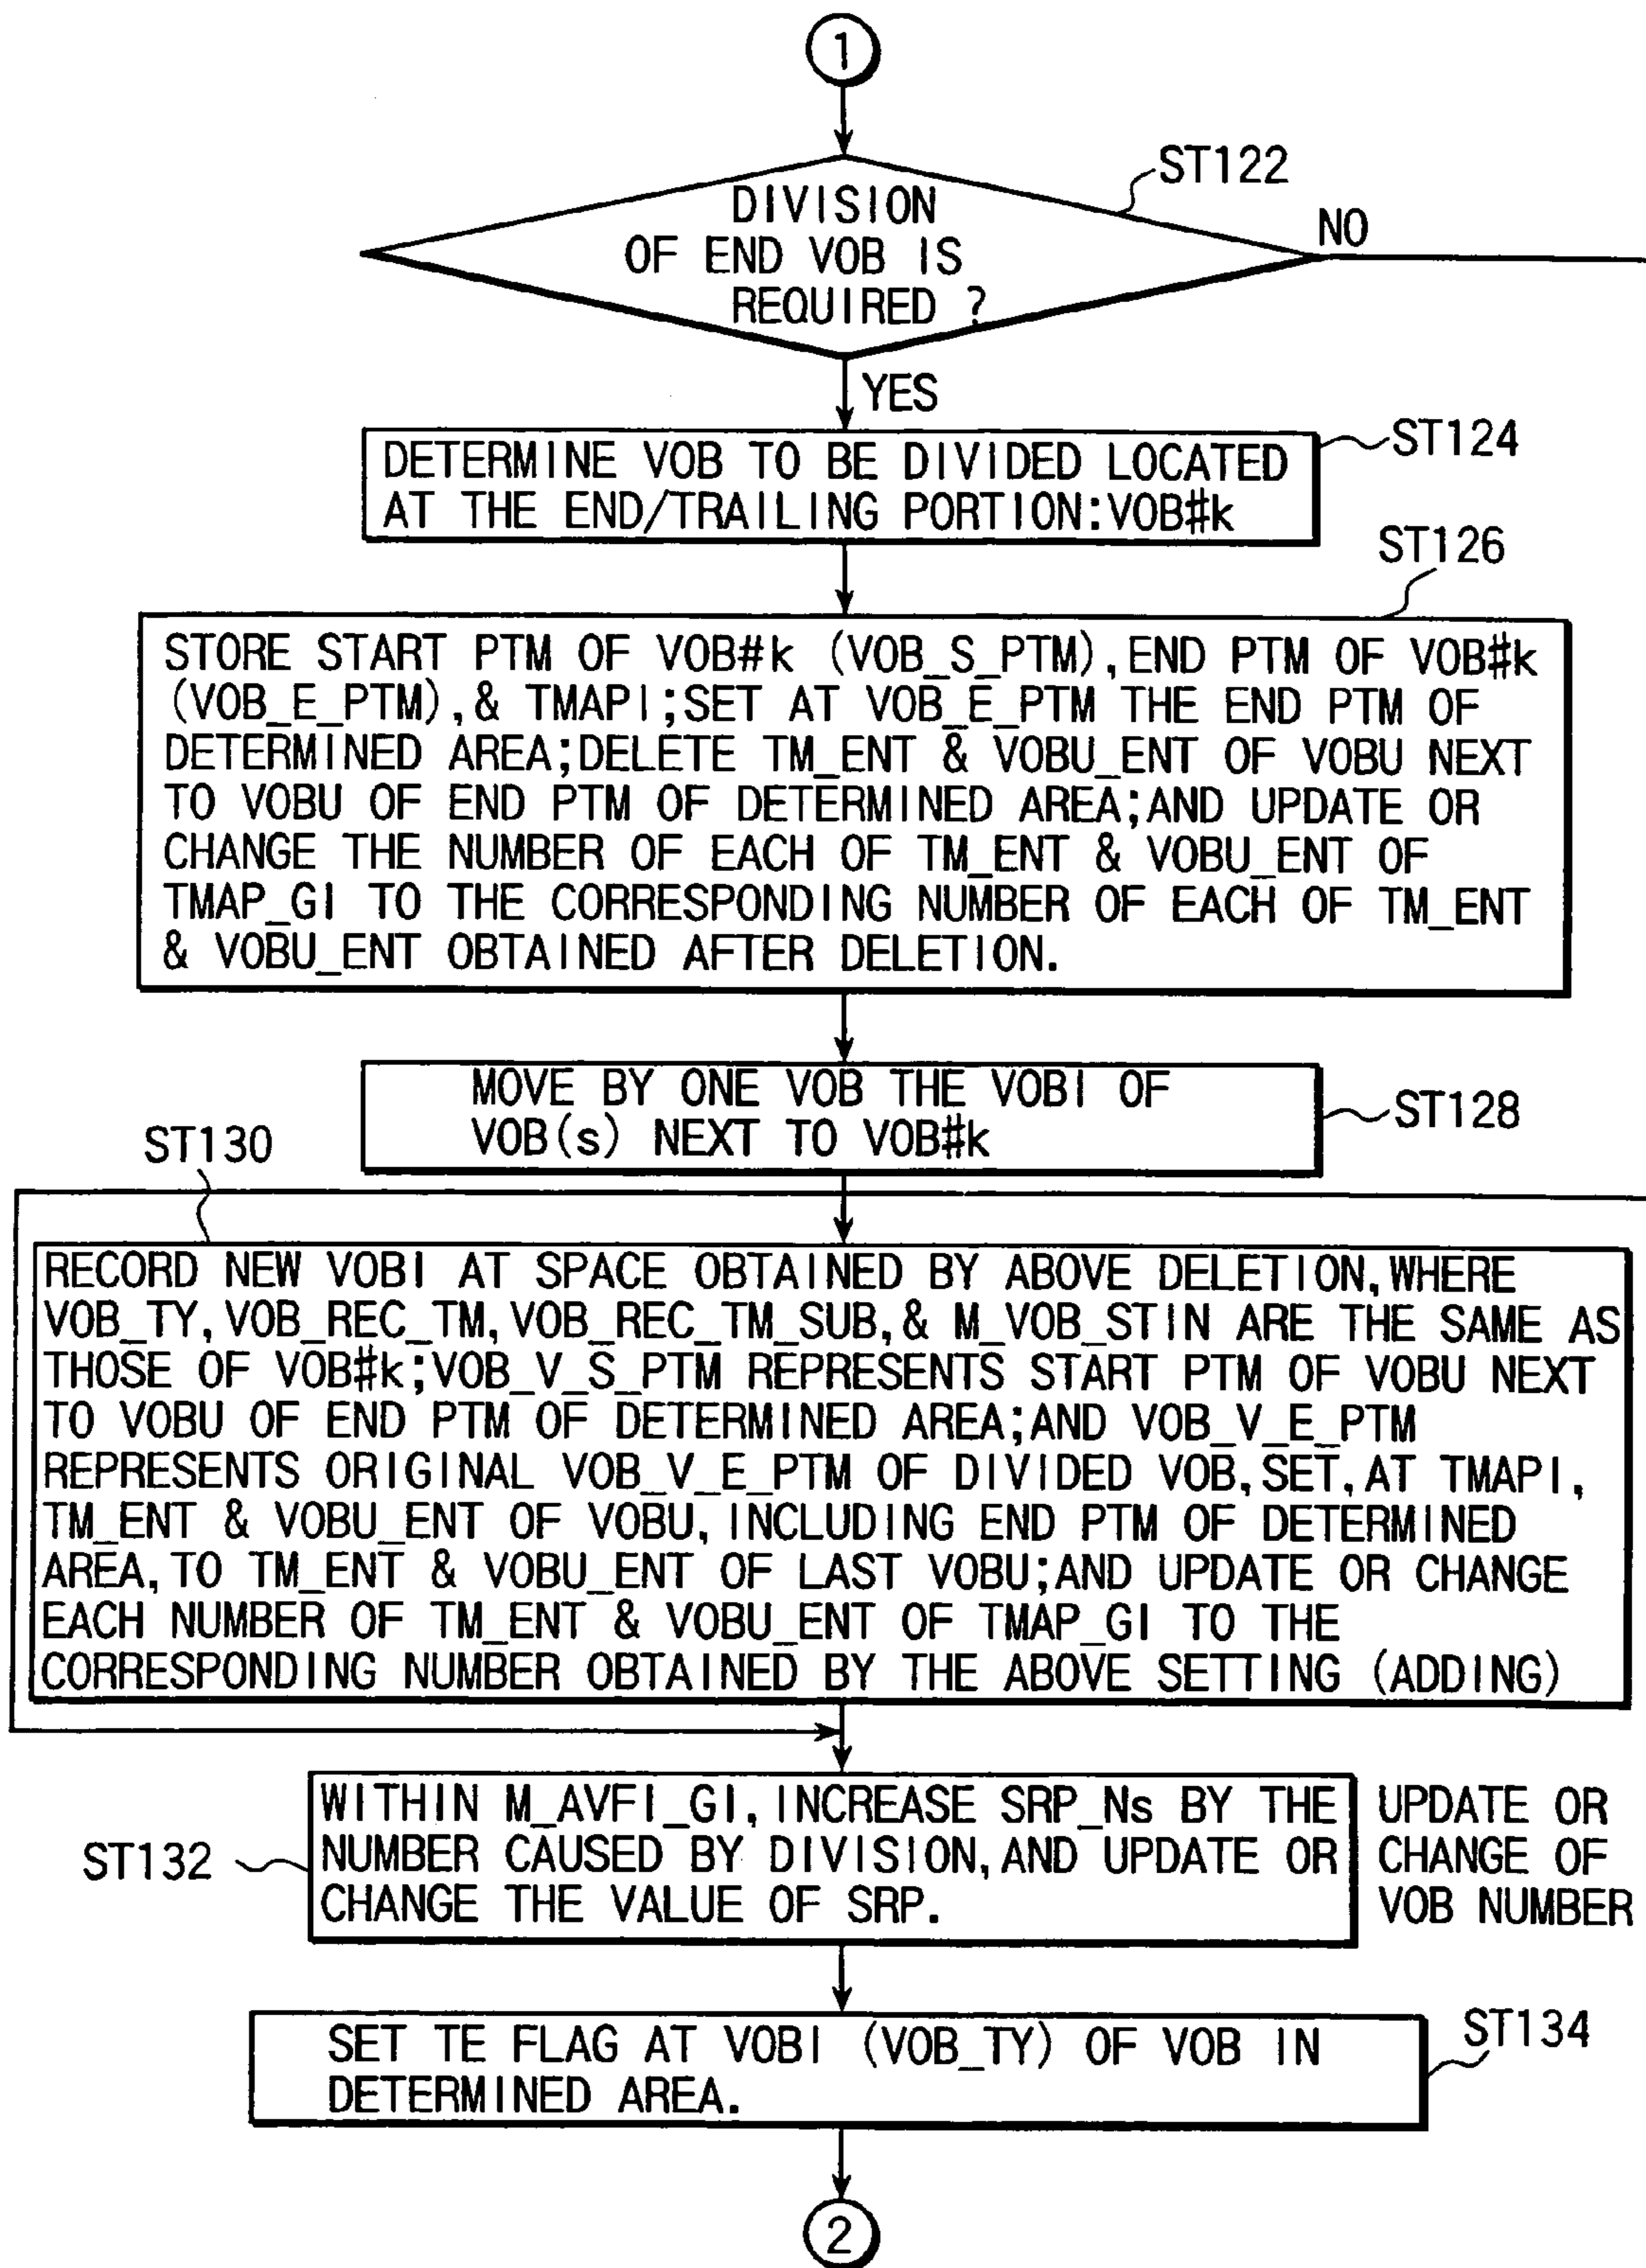 1
ST122
DIVISION
OF END VOB IS
REQUIRED ?
NO
YES
ST124
DETERMINE VOB TO BE DIVIDED LOCATED
AT THE END/TRAILING PORTION:VOB#k
ST126
STORE START PTM OF VOB#k (VOB_S_PTM),END PTM OF VOB#k
(VOB_E_PTM),& TMAPI;SET AT VOB_E_PTM THE END PTM OF
DETERMINED AREA;DELETE TM_ENT & VOBU_ENT OF VOBU NEXT
TO VOBU OF END PTM OF DETERMINED AREA;AND UPDATE OR
CHANGE THE NUMBER OF EACH OF TM_ENT & VOBU_ENT OF
TMAP_GI TO THE CORRESPONDING NUMBER OF EACH OF TM_ENT
& VOBU_ENT OBTAINED AFTER DELETION.
MOVE BY ONE VOB THE VOBI OF
VOB(s) NEXT TO VOB#k
ST128
ST130
RECORD NEW VOBI AT SPACE OBTAINED BY ABOVE DELETION,WHERE
VOB_TY,VOB_REC_TM,VOB_REC_TM_SUB,& M_VOB_STIN ARE THE SAME AS
THOSE OF VOB#k;VOB_V_S_PTM REPRESENTS START PTM OF VOBU NEXT
TO VOBU OF END PTM OF DETERMINED AREA;AND VOB_V_E_PTM
REPRESENTS ORIGINAL VOB_V_E_PTM OF DIVIDED VOB,SET,AT TMAPI,
TM_ENT & VOBU_ENT OF VOBU,INCLUDING END PTM OF DETERMINED
AREA,TO TM_ENT & VOBU_ENT OF LAST VOBU;AND UPDATE OR CHANGE
EACH NUMBER OF TM_ENT & VOBU_ENT OF TMAP_GI TO THE
CORRESPONDING NUMBER OBTAINED BY THE ABOVE SETTING (ADDING)
WITHIN M_AVFI_GI,INCREASE SRP_Ns BY THE
NUMBER CAUSED BY DIVISION,AND UPDATE OR
CHANGE THE VALUE OF SRP.
UPDATE OR
CHANGE OF
VOB NUMBER
ST132
SET TE FLAG AT VOBI (VOB_TY) OF VOB IN
DETERMINED AREA.
ST134
2